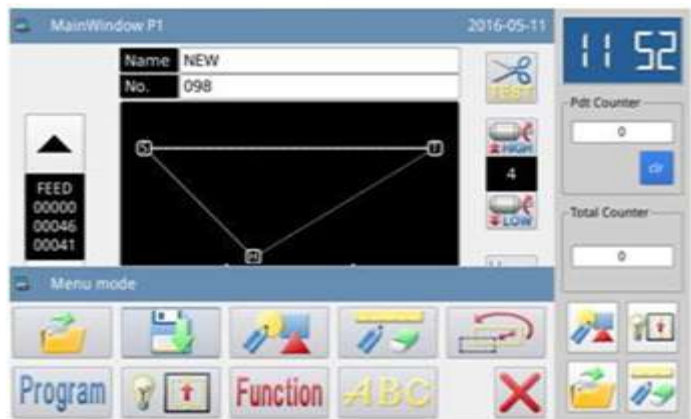 MainWindow P1 2016-05-11
11 52
Name NEW
No. 098
TEST
Pdt Counter
0
clr
HIGH
4
LOW
S
T
H
FEED
00000
00046
00041
Total Counter
0
Menu mode
Program
Function
ABC